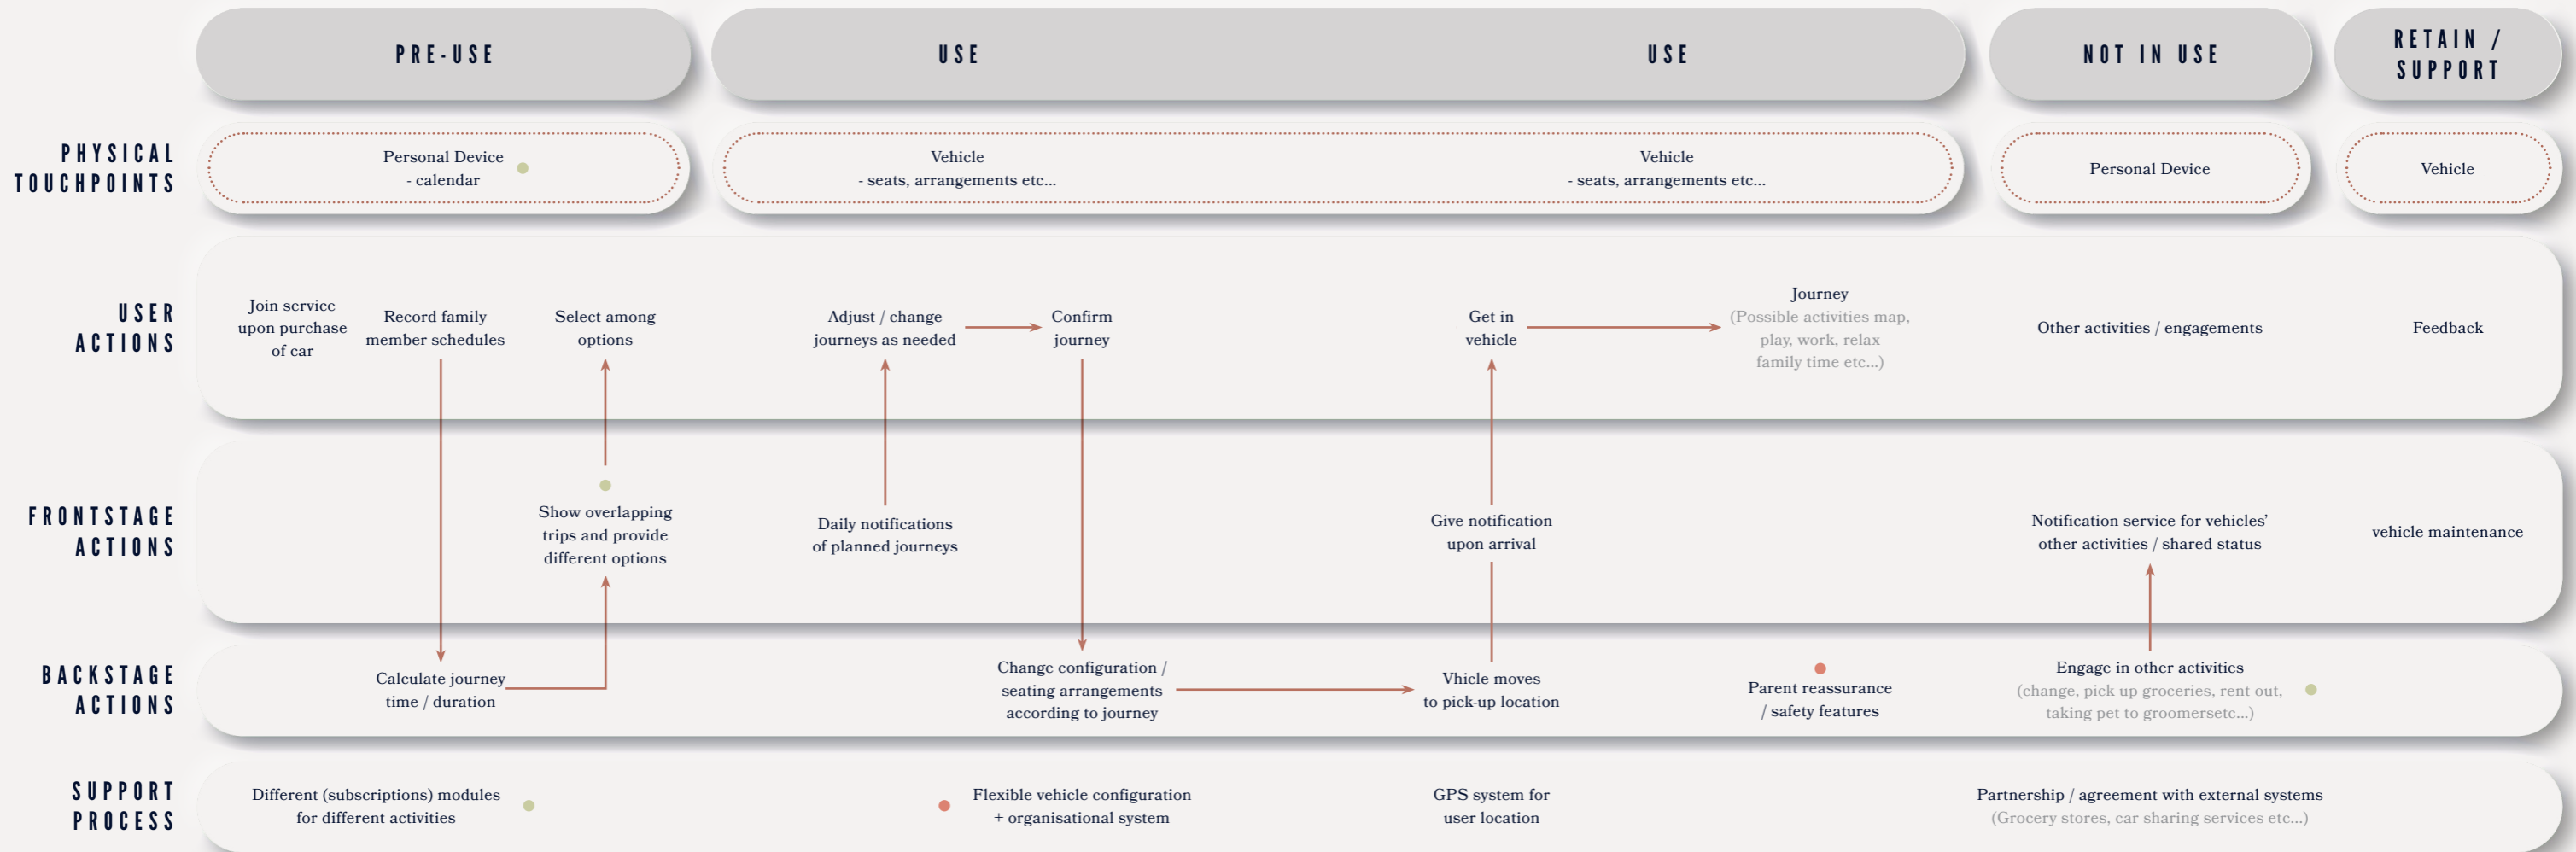 PRE-USE
USE
USE
NOT IN USE
RETAIN /
SUPPORT
PHYSICAL
TOUCHPOINTS
Personal Device
- calendar
Vehicle
- seats, arrangements etc...
Vehicle
- seats, arrangements etc...
Personal Device
Vehicle
USER
ACTIONS
Join service
upon purchase
of car
Record family
member schedules
Select among
options
Adjust / change
journeys as needed
Confirm
journey
Get in
vehicle
Journey
(Possible activities map,
play, work, relax
family time etc...)
Other activities / engagements
Feedback
FRONTSTAGE
ACTIONS
Show overlapping
trips and provide
different options
Daily notifications
of planned journeys
Give notification
upon arrival
Notification service for vehicles'
other activities / shared status
vehicle maintenance
BACKSTAGE
ACTIONS
Calculate journey
time / duration
Change configuration /
seating arrangements
according to journey
Vhicle moves
to pick-up location
Parent reassurance
/ safety features
Engage in other activities
(change, pick up groceries, rent out,
taking pet to groomersetc...)
SUPPORT
PROCESS
Different (subscriptions) modules
for different activities
Flexible vehicle configuration
+ organisational system
GPS system for
user location
Partnership / agreement with external systems
(Grocery stores, car sharing services etc...)